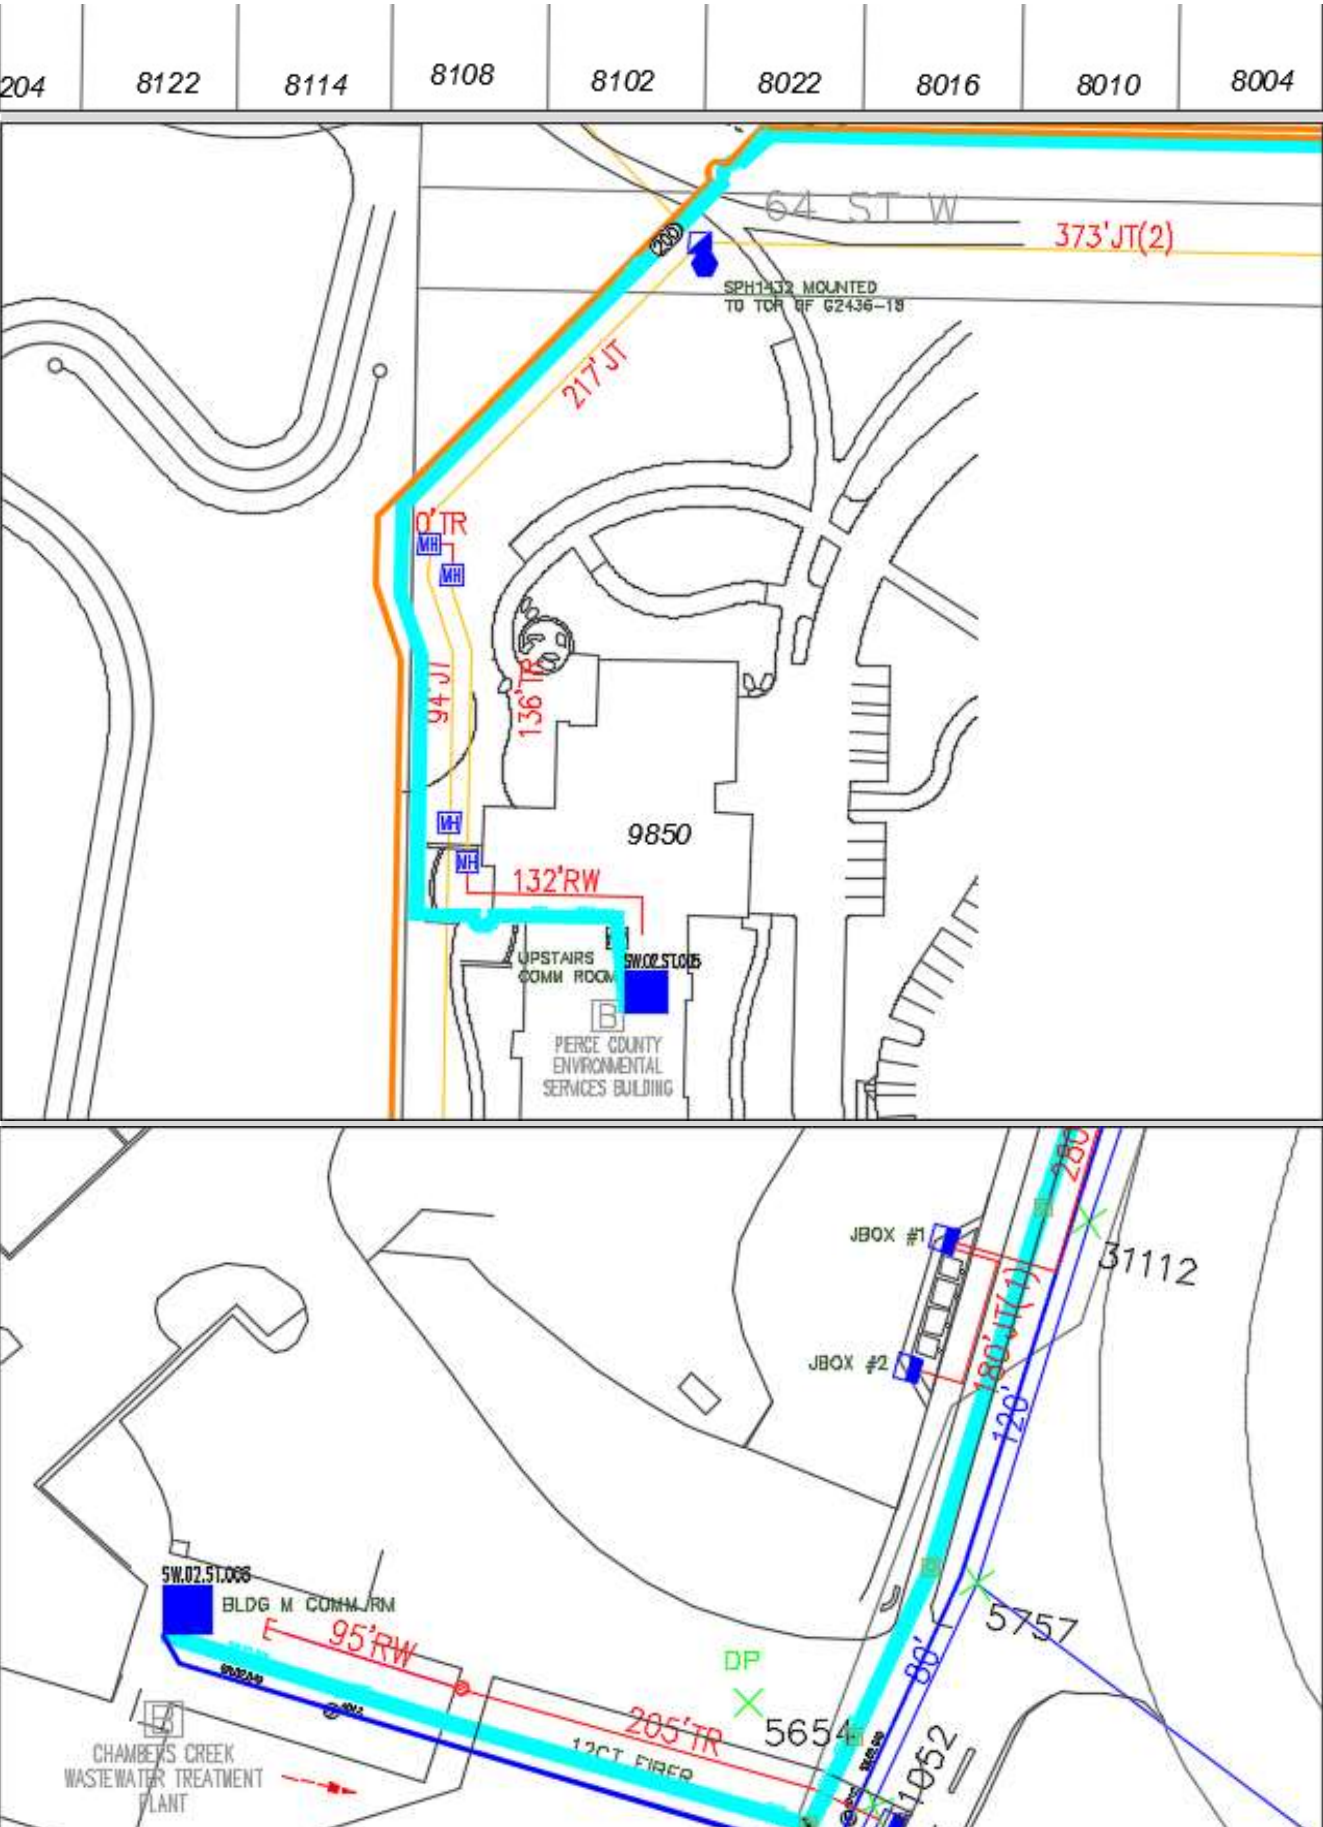 204
8122
8114
8108
8102
8022
8016
8010
8004
64 ST W
373'JT(2)
200
SPH1432 MOUNTED
TO TOP OF G2436-18
217'JT
0'TR
MH
MH
94'JT
136'TR
MH
MH
9850
132'RW
UPSTAIRS
COMM ROOM
SW.02.ST.005
B
PIERCE COUNTY
ENVIRONMENTAL
SERVICES BUILDING
280'
JBOX #1
31112
180'JT(1)
JBOX #2
120'
SW.02.ST.006
BLDG M COMM/RM
95'RW
5757
80'
DP
5654
205'TR
12CT FIBER
1052
B
CHAMBERS CREEK
WASTEWATER TREATMENT
PLANT